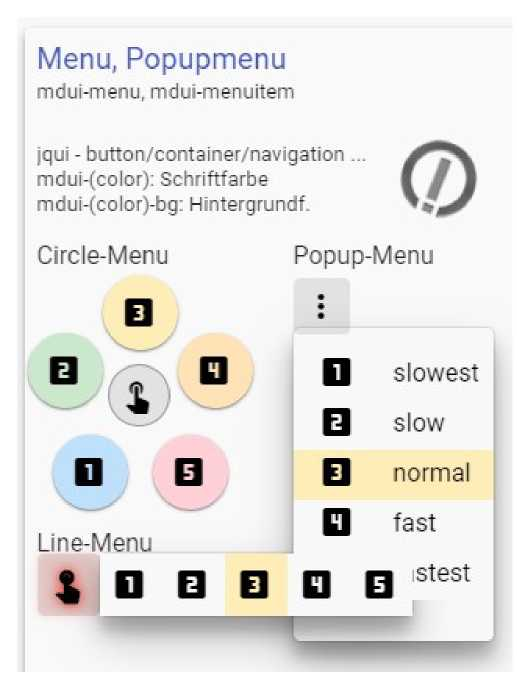 Menu, Popupmenu
mdui-menu, mdui-menuitem
jqui - button/container/navigation ...
mdui-(color): Schriftfarbe
mdui-(color)-bg: Hintergrundf.
Circle-Menu
Popup-Menu
3
2
4
1
5
1 slowest
2 slow
3 normal
4 fast
Line-Menu
1 2 3 4 5